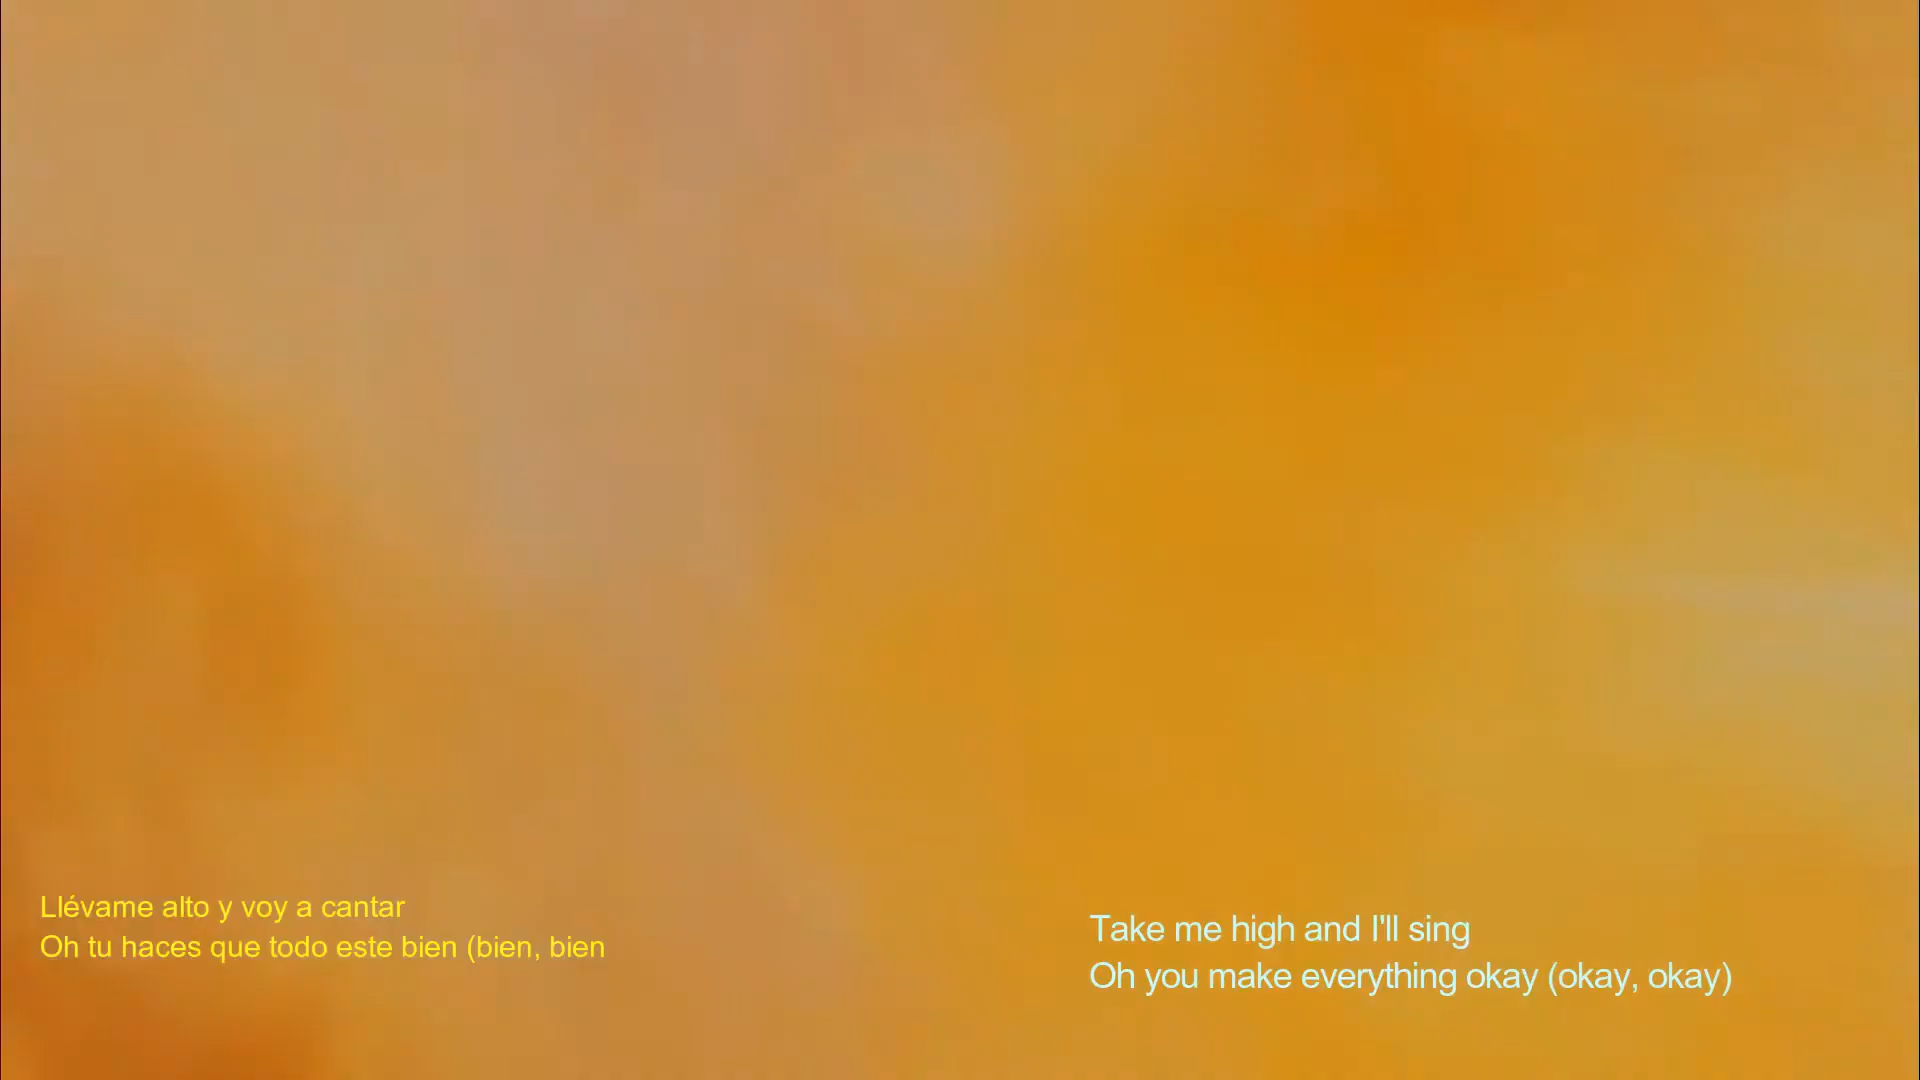 Llévame alto y voy a cantar
Oh tu haces que todo este bien (bien, bien
Take me high and I'll sing
Oh you make everything okay (okay, okay)